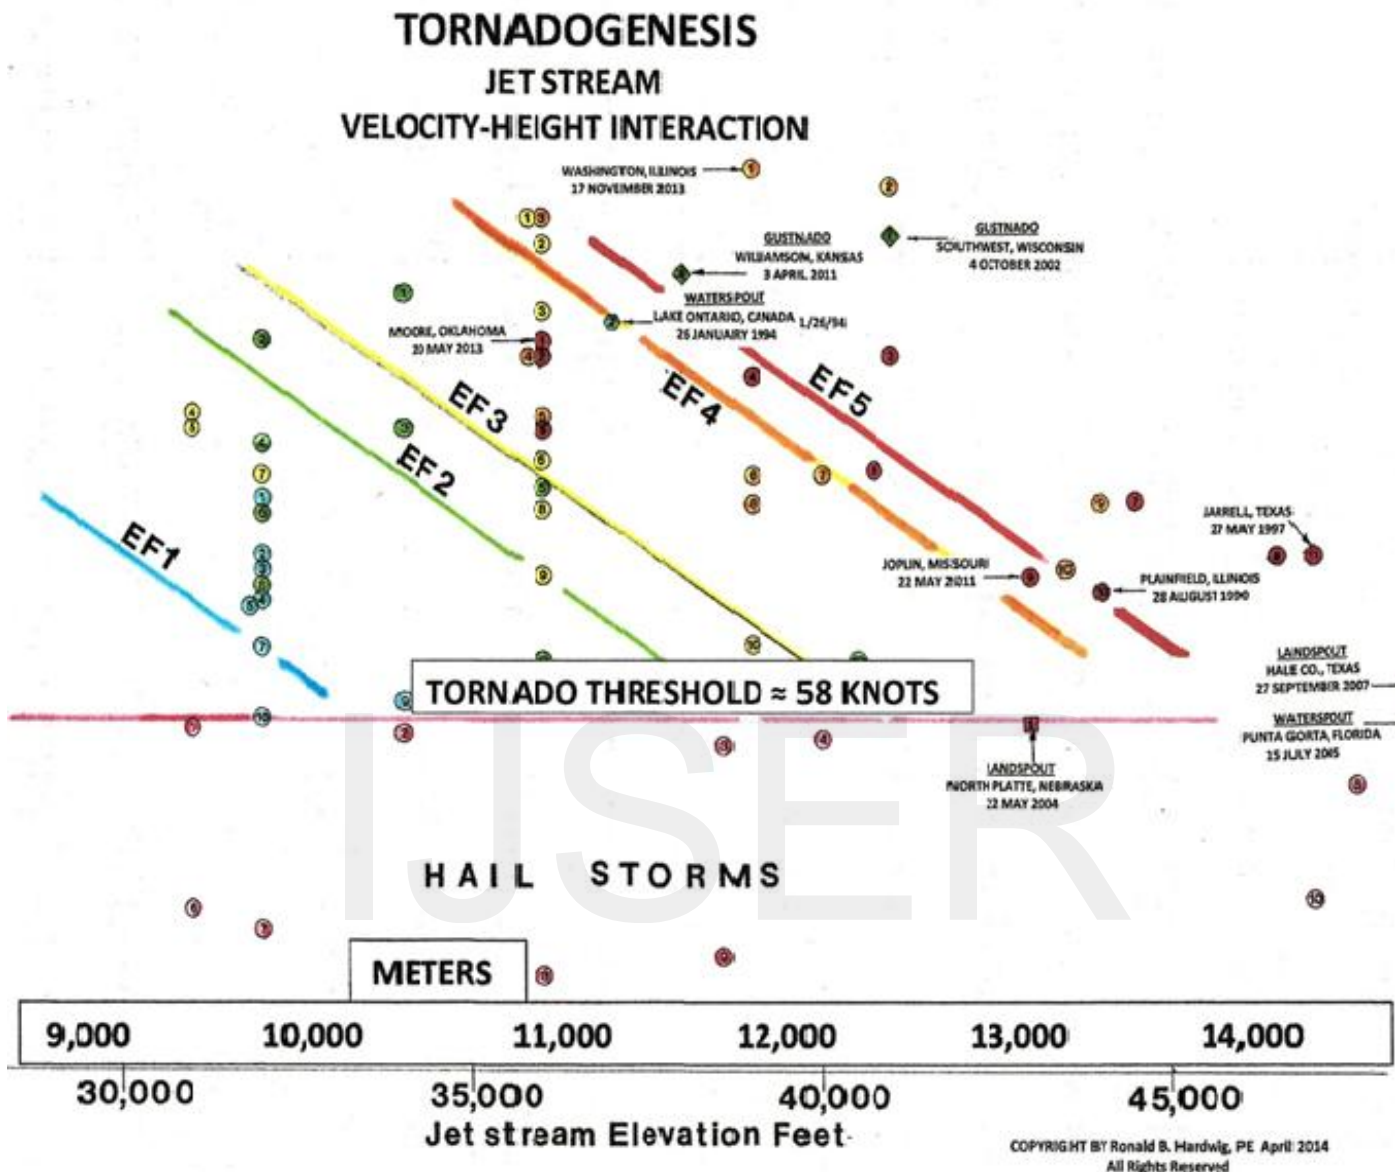 TORNADOGENESIS
JET STREAM
VELOCITY-HEIGHT INTERACTION
WASHINGTON, ILLINOIS
17 NOVEMBER 2013
GUSTNADO
WILLIAMSON, KANSAS
3 APRIL 2011
GUSTNADO
SOUTHWEST, WISCONSIN
4 OCTOBER 2002
WATERSPOUT
LAKE ONTARIO, CANADA 1/26/94
26 JANUARY 1994
MOORE, OKLAHOMA
20 MAY 2013
EF5
EF4
EF3
EF2
EF1
JARRELL, TEXAS
27 MAY 1997
JOPLIN, MISISOURI
22 MAY 2011
PLAINFIELD, ILLINOIS
28 AUGUST 1990
LANDSPOUT
HALE CO., TEXAS
27 SEPTEMBER 2007
TORNADO THRESHOLD ≈ 58 KNOTS
WATERSPOUT
PUNTA GORTA, FLORIDA
15 JULY 2005
LANDSPOUT
NORTH PLATTE, NEBRASKA
22 MAY 2004
IJSER
HAIL STORMS
METERS
9,000 10,000 11,000 12,000 13,000 14,000
30,000 35,000 40,000 45,000
Jet stream Elevation Feet
COPYRIGHT BY Ronald B. Hardwig, PE April 2014
All Rights Reserved